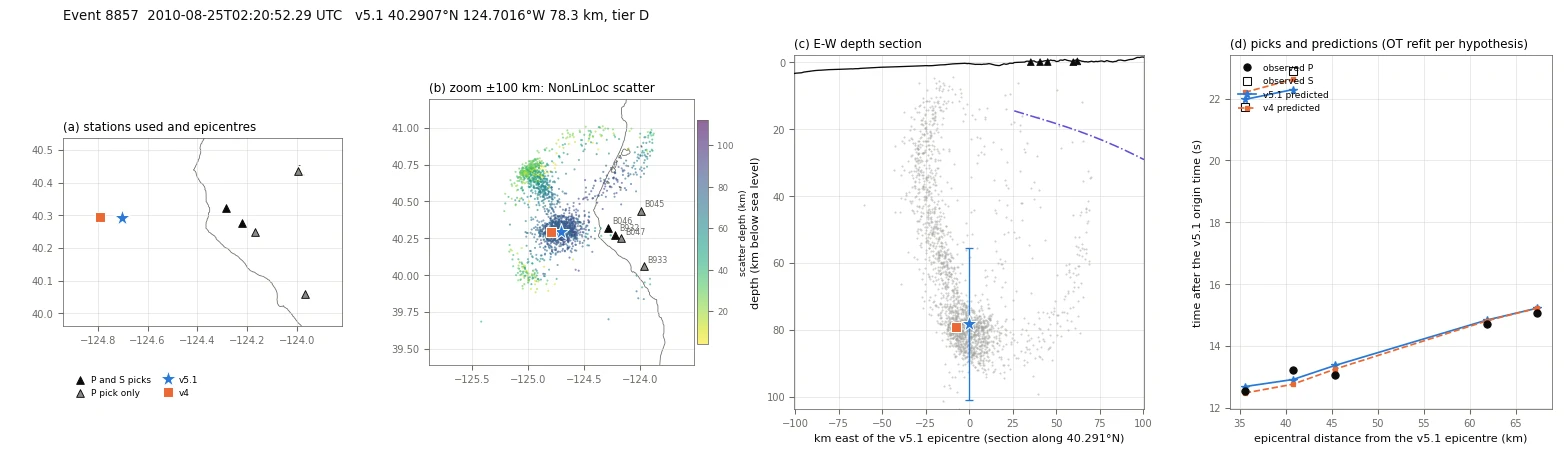 Event 8857  2010-08-25T02:20:52.29 UTC   v5.1 40.2907°N 124.7016°W 78.3 km, tier D
(a) stations used and epicentres
40.5
40.4
40.3
40.2
40.1
40.0
−124.8
−124.6
−124.4
−124.2
−124.0
P and S picks
P pick only
v5.1
v4
(b) zoom ±100 km: NonLinLoc scatter
41.00
40.75
40.50
40.25
40.00
39.75
39.50
−125.5
−125.0
−124.5
−124.0
B045
B046
B047
B933
100
80
60
40
20
scatter depth (km)
(c) E-W depth section
0
20
40
60
80
100
depth (km below sea level)
−100
−75
−50
−25
0
25
50
75
100
km east of the v5.1 epicentre (section along 40.291°N)
(d) picks and predictions (OT refit per hypothesis)
observed P
observed S
v5.1 predicted
v4 predicted
22
20
18
16
14
12
time after the v5.1 origin time (s)
35
40
45
50
55
60
65
epicentral distance from the v5.1 epicentre (km)